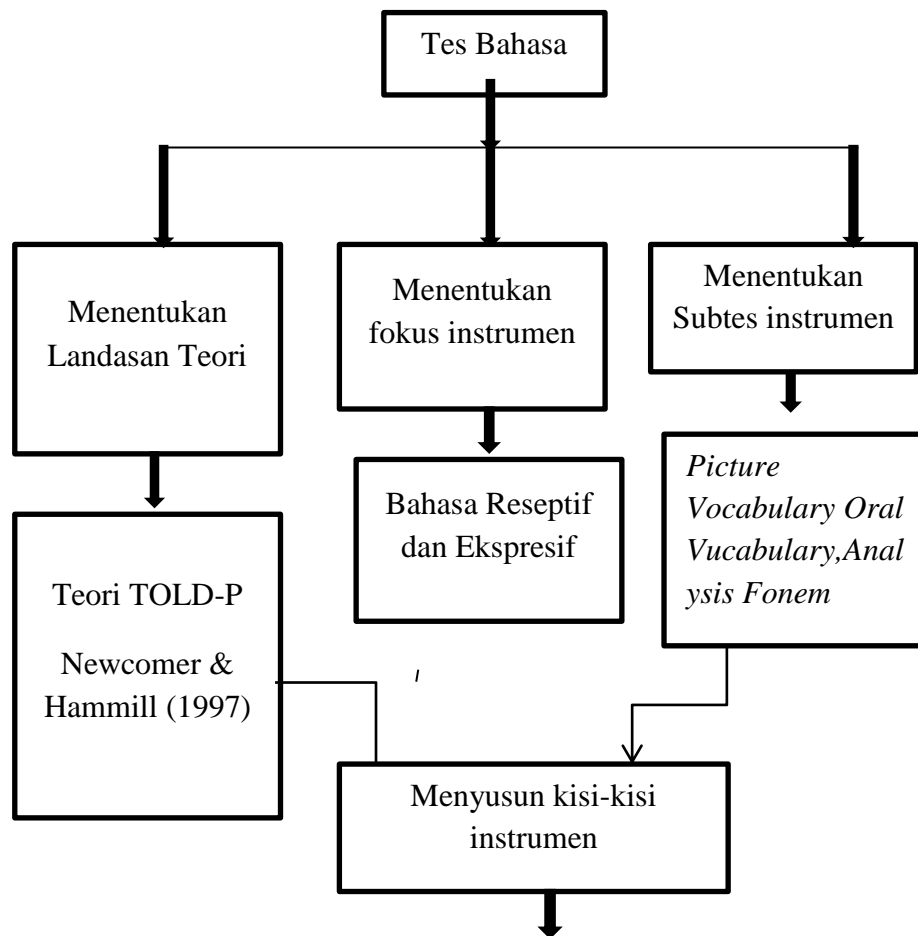 Tes Bahasa
Menentukan
Landasan Teori
Menentukan
fokus instrumen
Menentukan
Subtes instrumen
Teori TOLD-P
Newcomer &
Hammill (1997)
Bahasa Reseptif
dan Ekspresif
Picture
Vocabulary Oral
Vucabulary,Anal
ysis Fonem
Menyusun kisi-kisi
instrumen